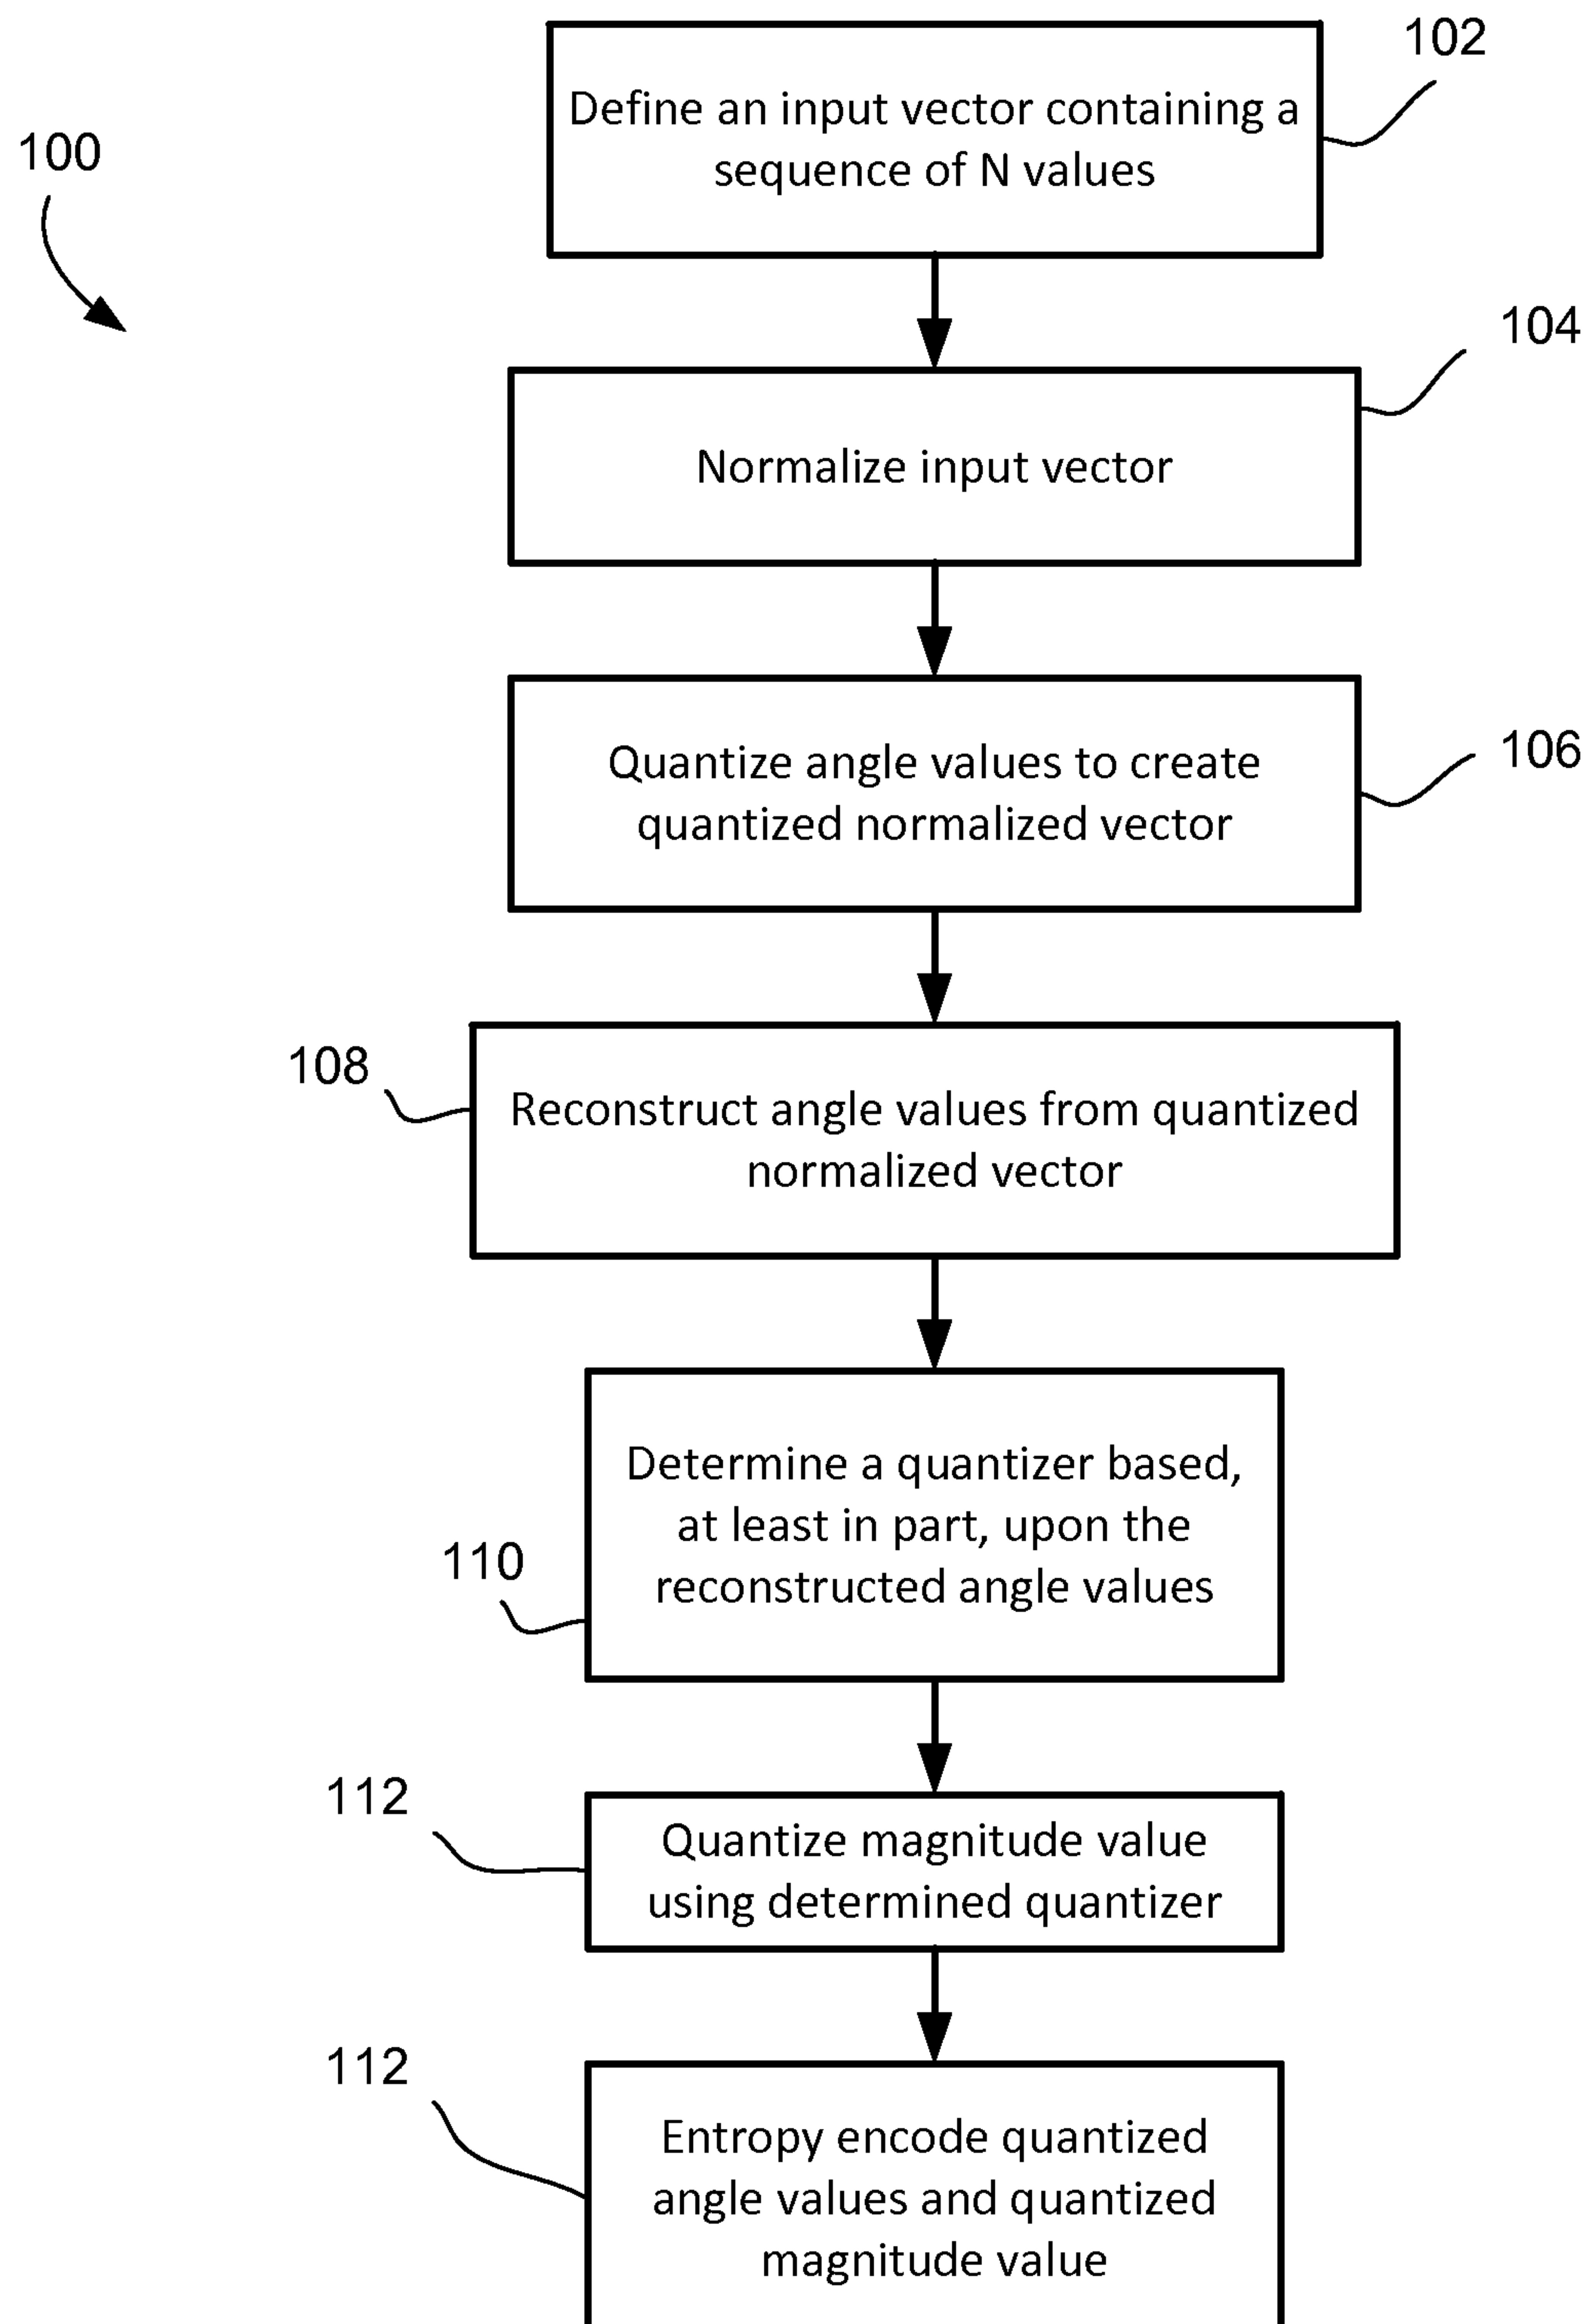 102
Define an input vector containing a
sequence of N values
100
104
Normalize input vector
106
Quantize angle values to create
quantized normalized vector
108
Reconstruct angle values from quantized
normalized vector
Determine a quantizer based,
at least in part, upon the
reconstructed angle values
110
112
Quantize magnitude value
using determined quantizer
112
Entropy encode quantized
angle values and quantized
magnitude value